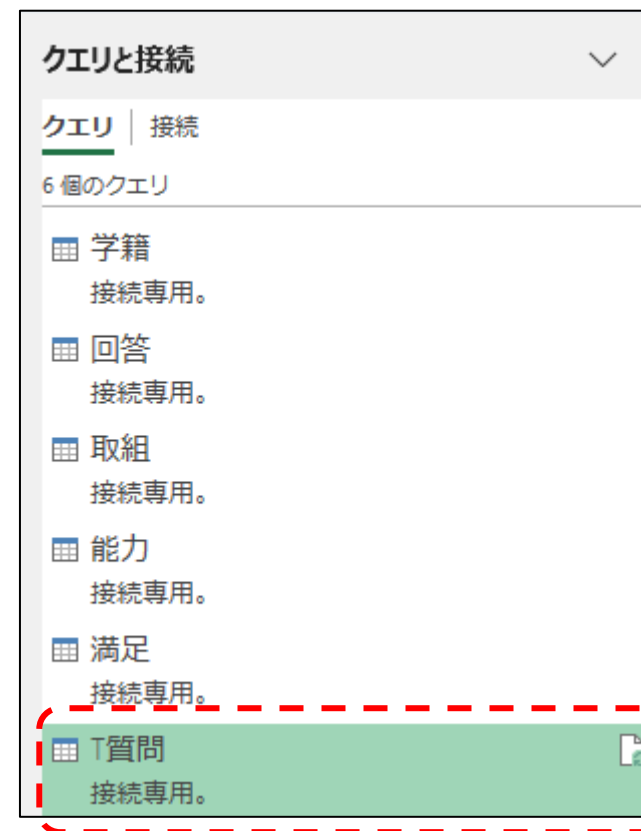 クエリと接続
クエリ | 接続
6 個のクエリ
学籍
接続専用。
回答
接続専用。
取組
接続専用。
能力
接続専用。
満足
接続専用。
T質問
接続専用。